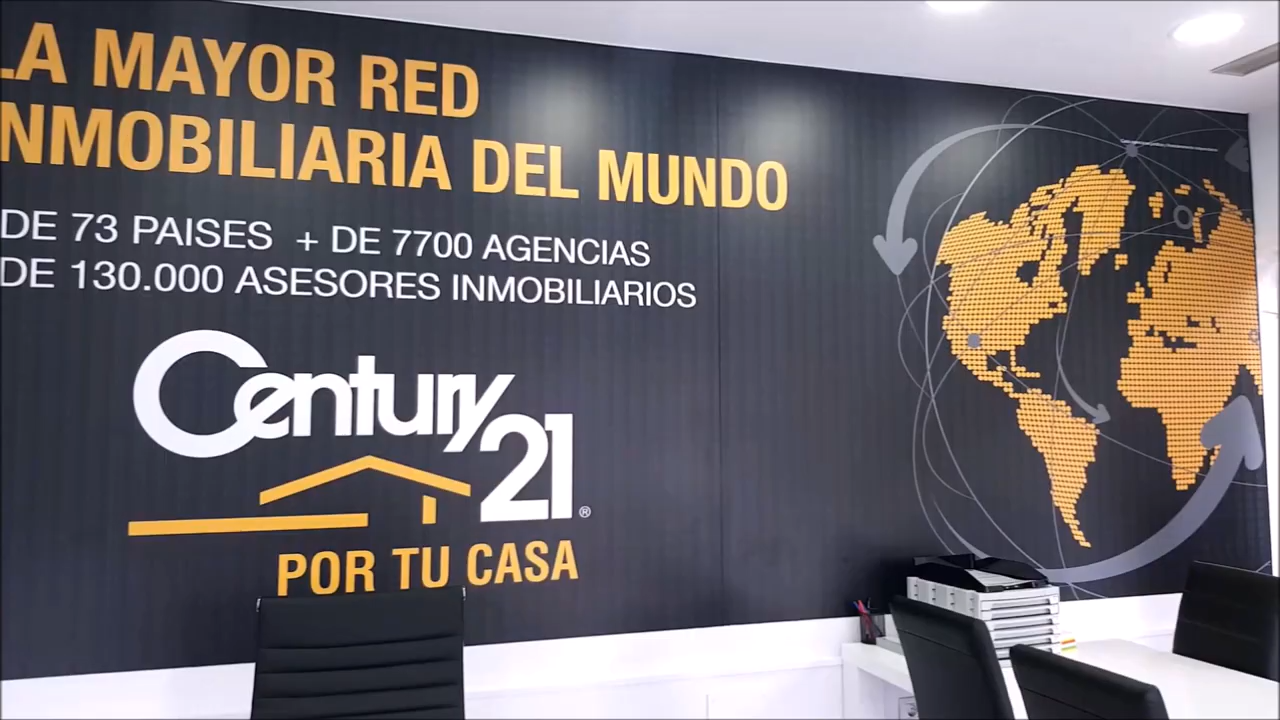 LA MAYOR RED
INMOBILIARIA DEL MUNDO
DE 73 PAISES + DE 7700 AGENCIAS
DE 130.000 ASESORES INMOBILIARIOS
Century
21®
POR TU CASA